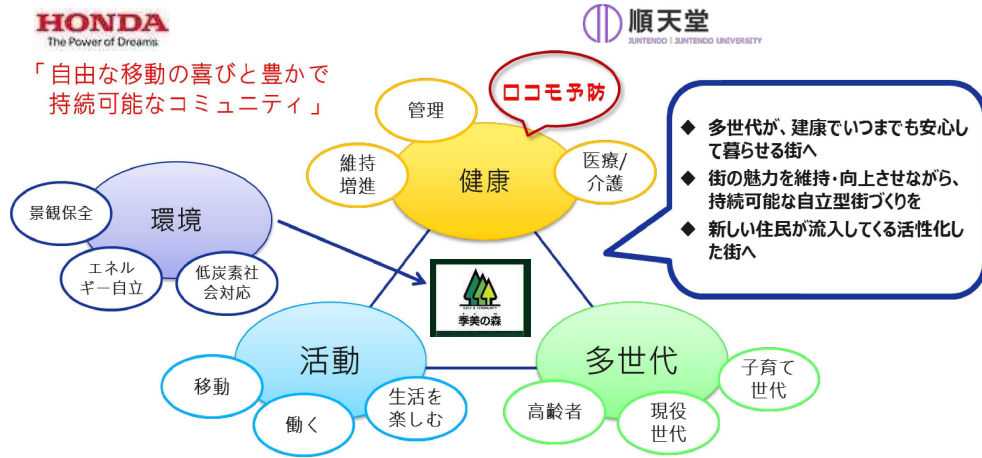 HONDA
The Power of Dreams
順天堂
JUNTENDO | JUNTENDO UNIVERSITY
「自由な移動の喜びと豊かで
持続可能なコミュニティ」
ロコモ予防
管理
維持
増進
健康
医療/
介護
◆ 多世代が、健康でいつまでも安心し
て暮らせる街へ
◆ 街の魅力を維持・向上させながら、
持続可能な自立型街づくりを
◆ 新しい住民が流入してくる活性化し
た街へ
景観保全
環境
エネル
ギー自立
低炭素社
会対応
季美の森
活動
移動
働く
生活を
楽しむ
多世代
高齢者
現役
世代
子育て
世代